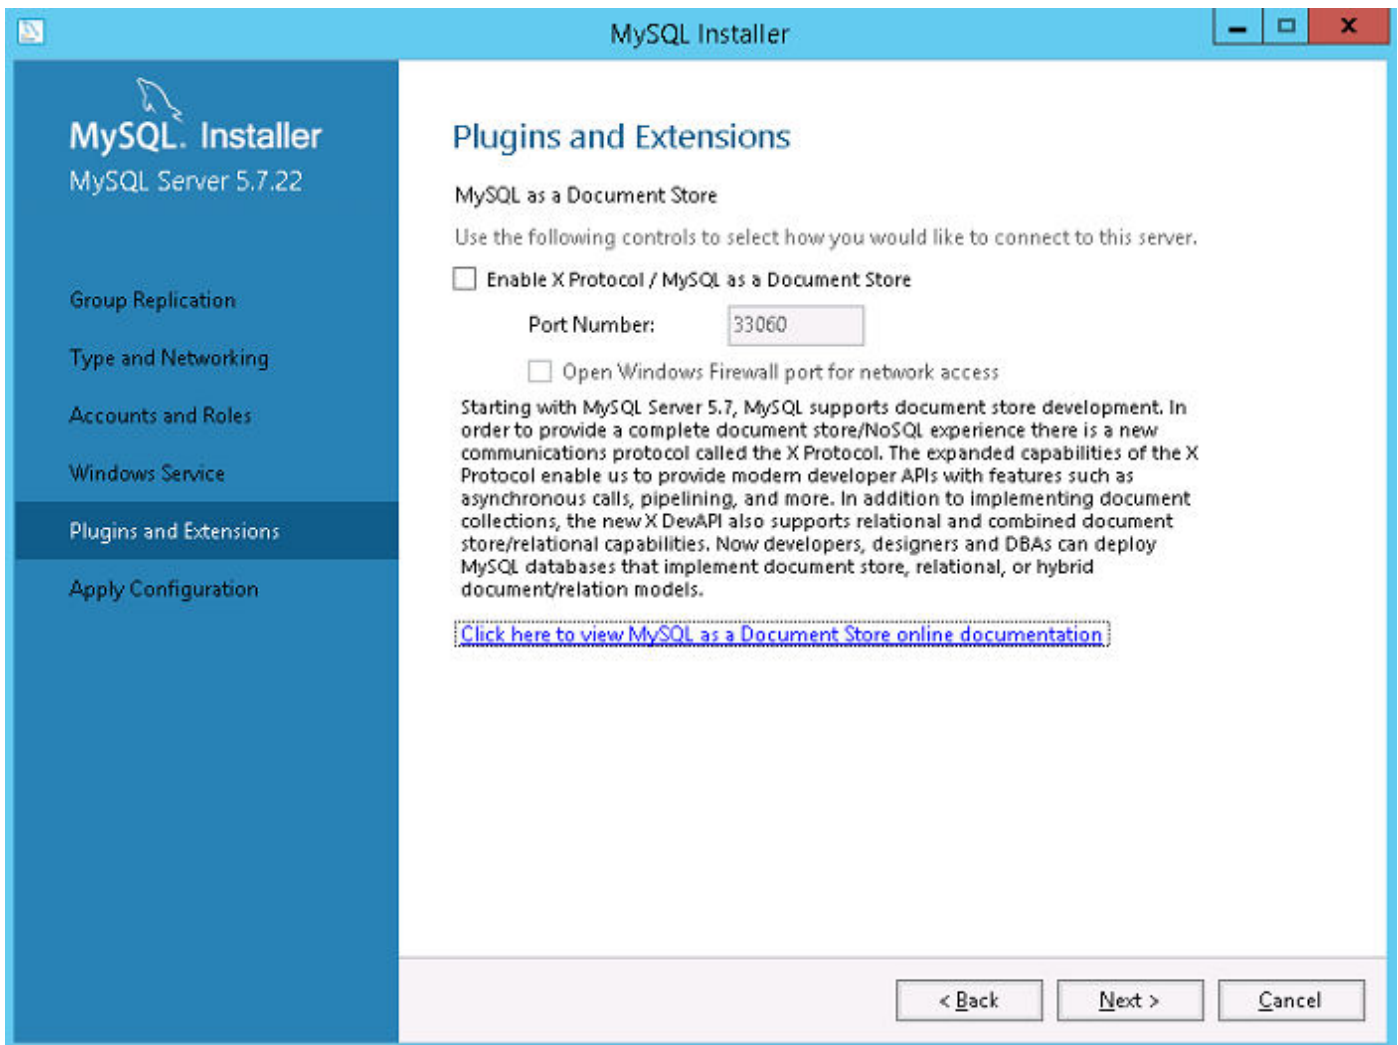 MySQL Installer
MySQL. Installer
MySQL Server 5.7.22
Group Replication
Type and Networking
Accounts and Roles
Windows Service
Plugins and Extensions
Apply Configuration
Plugins and Extensions
MySQL as a Document Store
Use the following controls to select how you would like to connect to this server.
Enable X Protocol / MySQL as a Document Store
Port Number: 33060
Open Windows Firewall port for network access
Starting with MySQL Server 5.7, MySQL supports document store development. In
order to provide a complete document store/NoSQL experience there is a new
communications protocol called the X Protocol. The expanded capabilities of the X
Protocol enable us to provide modern developer APIs with features such as
asynchronous calls, pipelining, and more. In addition to implementing document
collections, the new X DevAPI also supports relational and combined document
store/relational capabilities. Now developers, designers and DBAs can deploy
MySQL databases that implement document store, relational, or hybrid
document/relation models.
Click here to view MySQL as a Document Store online documentation
< Back Next > Cancel